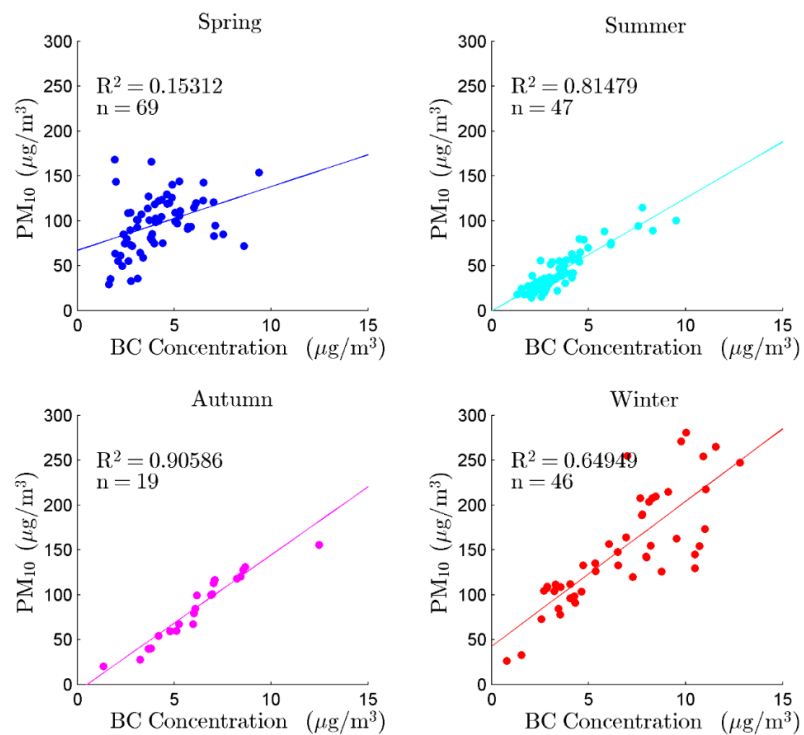 Spring
R² = 0.15312
n = 69
300
250
200
150
100
50
0
PM₁₀ (μg/m³)
0 5 10 15
BC Concentration (μg/m³)
Summer
R² = 0.81479
n = 47
300
250
200
150
100
50
0
PM₁₀ (μg/m³)
0 5 10 15
BC Concentration (μg/m³)
Autumn
R² = 0.90586
n = 19
300
250
200
150
100
50
0
PM₁₀ (μg/m³)
0 5 10 15
BC Concentration (μg/m³)
Winter
R² = 0.64949
n = 46
300
250
200
150
100
50
0
PM₁₀ (μg/m³)
0 5 10 15
BC Concentration (μg/m³)